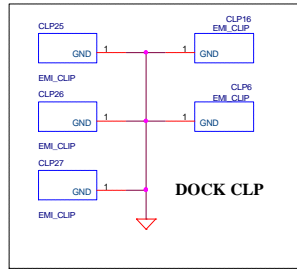 CLP25
GND
1
EMI_CLIP
CLP16
EMI_CLIP
1
GND
CLP26
GND
1
EMI_CLIP
CLP6
EMI_CLIP
1
GND
CLP27
GND
1
EMI_CLIP
DOCK CLP